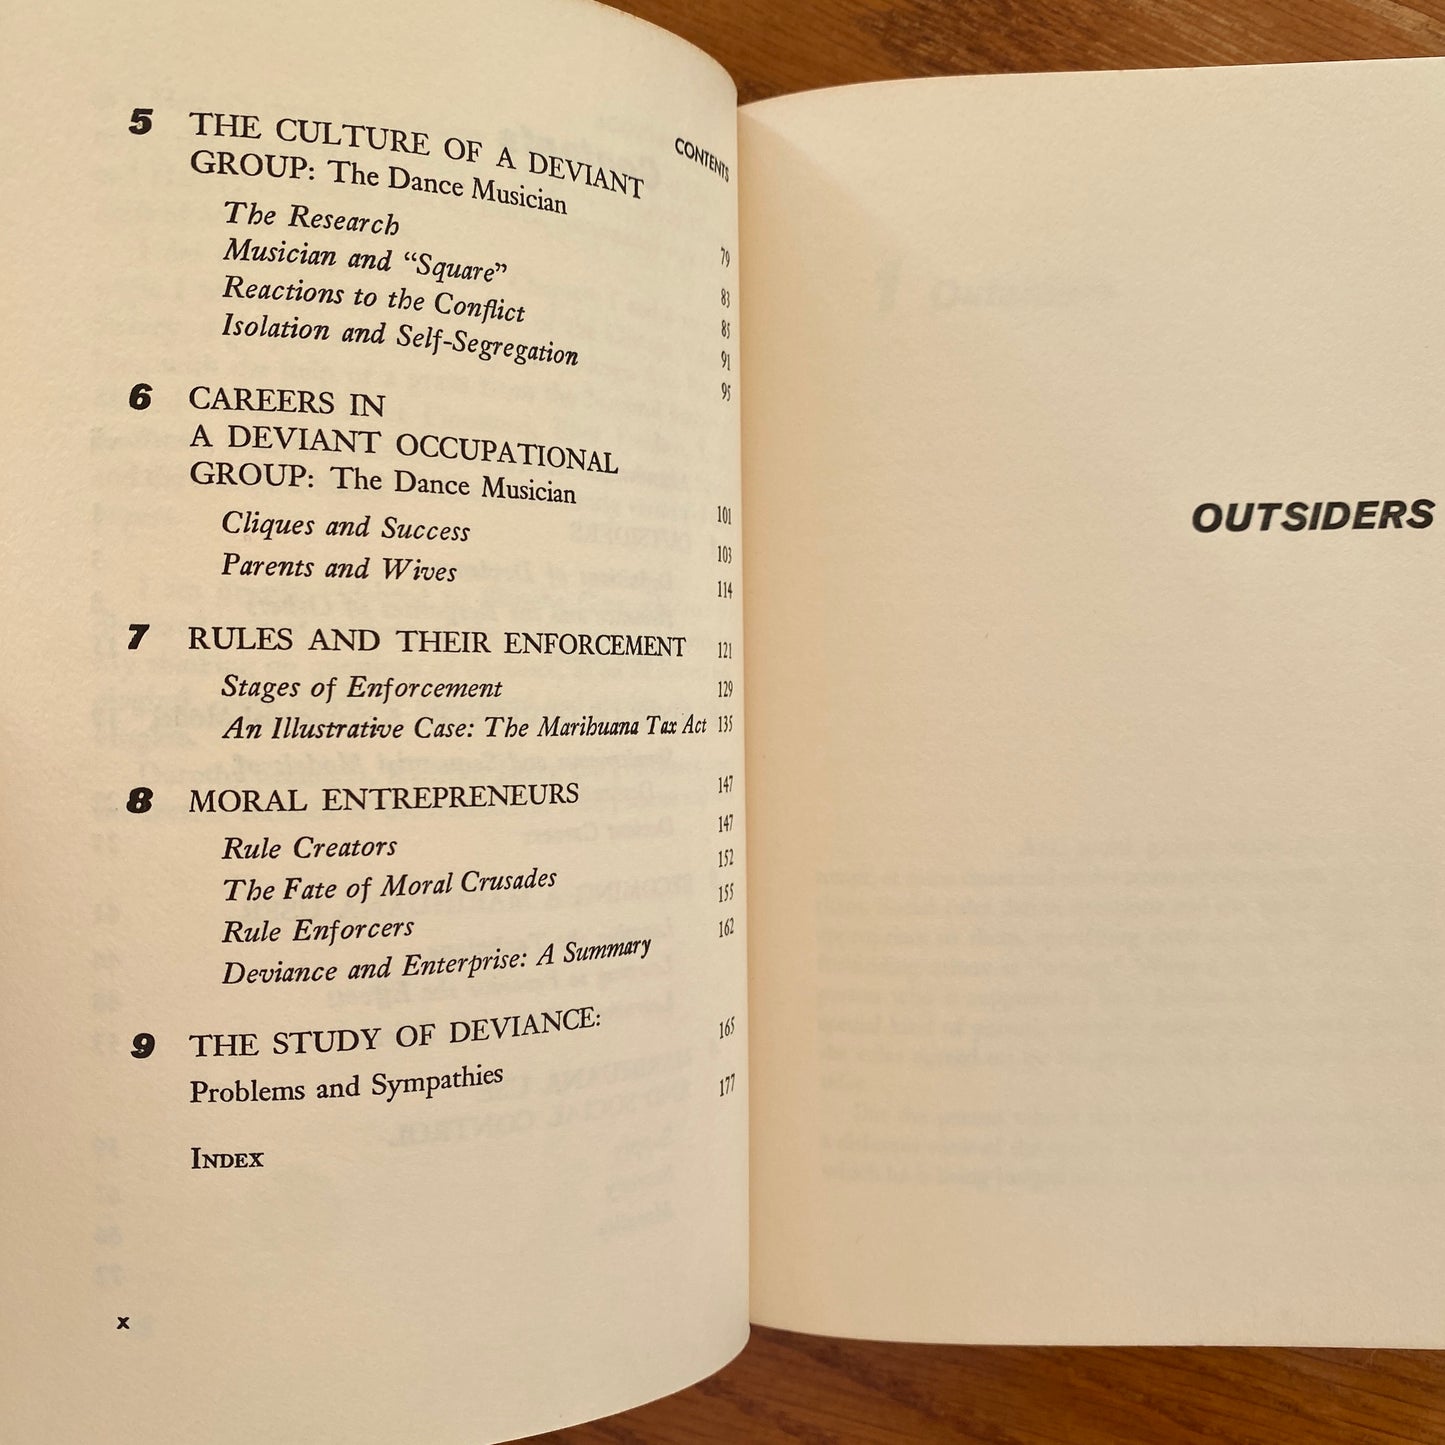 CONTENTS
5 THE CULTURE OF A DEVIANT
GROUP: The Dance Musician 79
The Research 83
Musician and “Square” 85
Reactions to the Conflict 91
Isolation and Self-Segregation 95
6 CAREERS IN
A DEVIANT OCCUPATIONAL
GROUP: The Dance Musician 101
Cliques and Success 103
Parents and Wives 114
7 RULES AND THEIR ENFORCEMENT 121
Stages of Enforcement 129
An Illustrative Case: The Marihuana Tax Act 135
8 MORAL ENTREPRENEURS 147
Rule Creators 147
The Fate of Moral Crusades 152
Rule Enforcers 155
Deviance and Enterprise: A Summary 162
9 THE STUDY OF DEVIANCE:
Problems and Sympathies 165
INDEX 177
x
OUTSIDERS